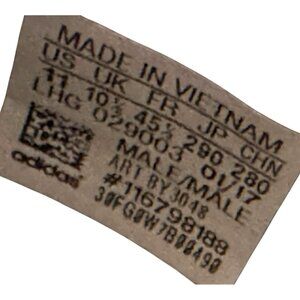 MADE IN VIETNAM
US UK FR JP CHN
11 10½ 45⅓ 290 280
LHG 029003 01/17
MALE/MALE
ART BY3048
#116798188
30FG0W7B00490
adidas